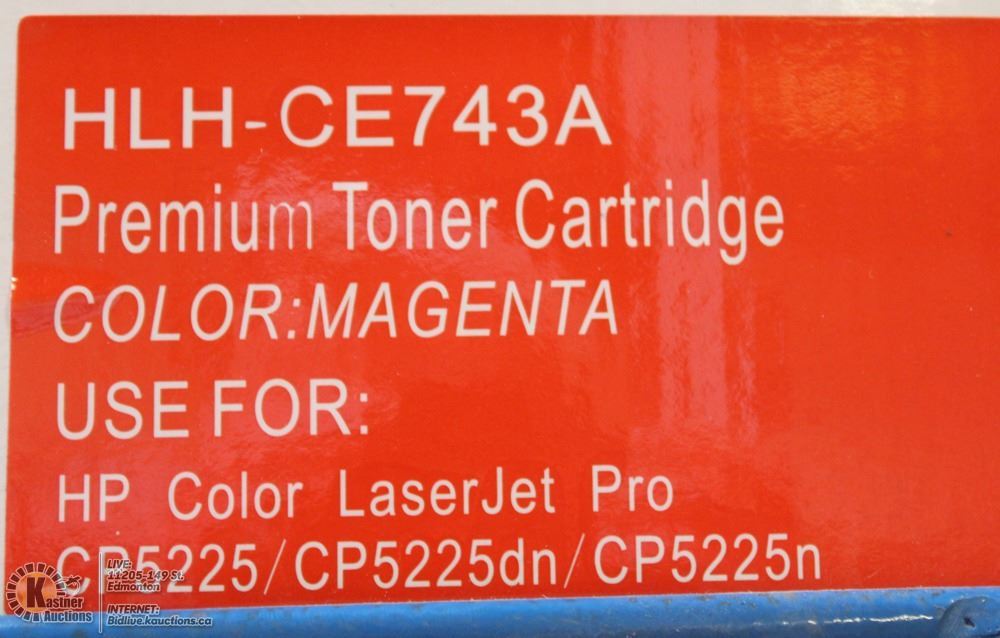 HLH-CE743A
Premium Toner Cartridge
COLOR:MAGENTA
USE FOR:
HP Color LaserJet Pro
CP5225/CP5225dn/CP5225n
Kastner
Auctions
LIVE:
11205-149 St.
Edmonton
INTERNET:
Bidlive.kauctions.ca